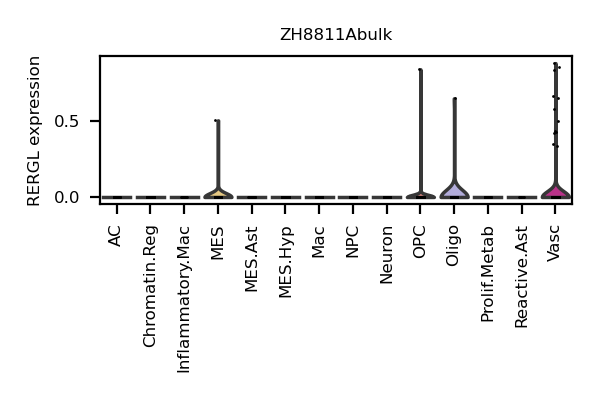 ZH8811Abulk
RERGL expression
0.5
0.0
AC
Chromatin.Reg
Inflammatory.Mac
MES
MES.Ast
MES.Hyp
Mac
NPC
Neuron
OPC
Oligo
Prolif.Metab
Reactive.Ast
Vasc